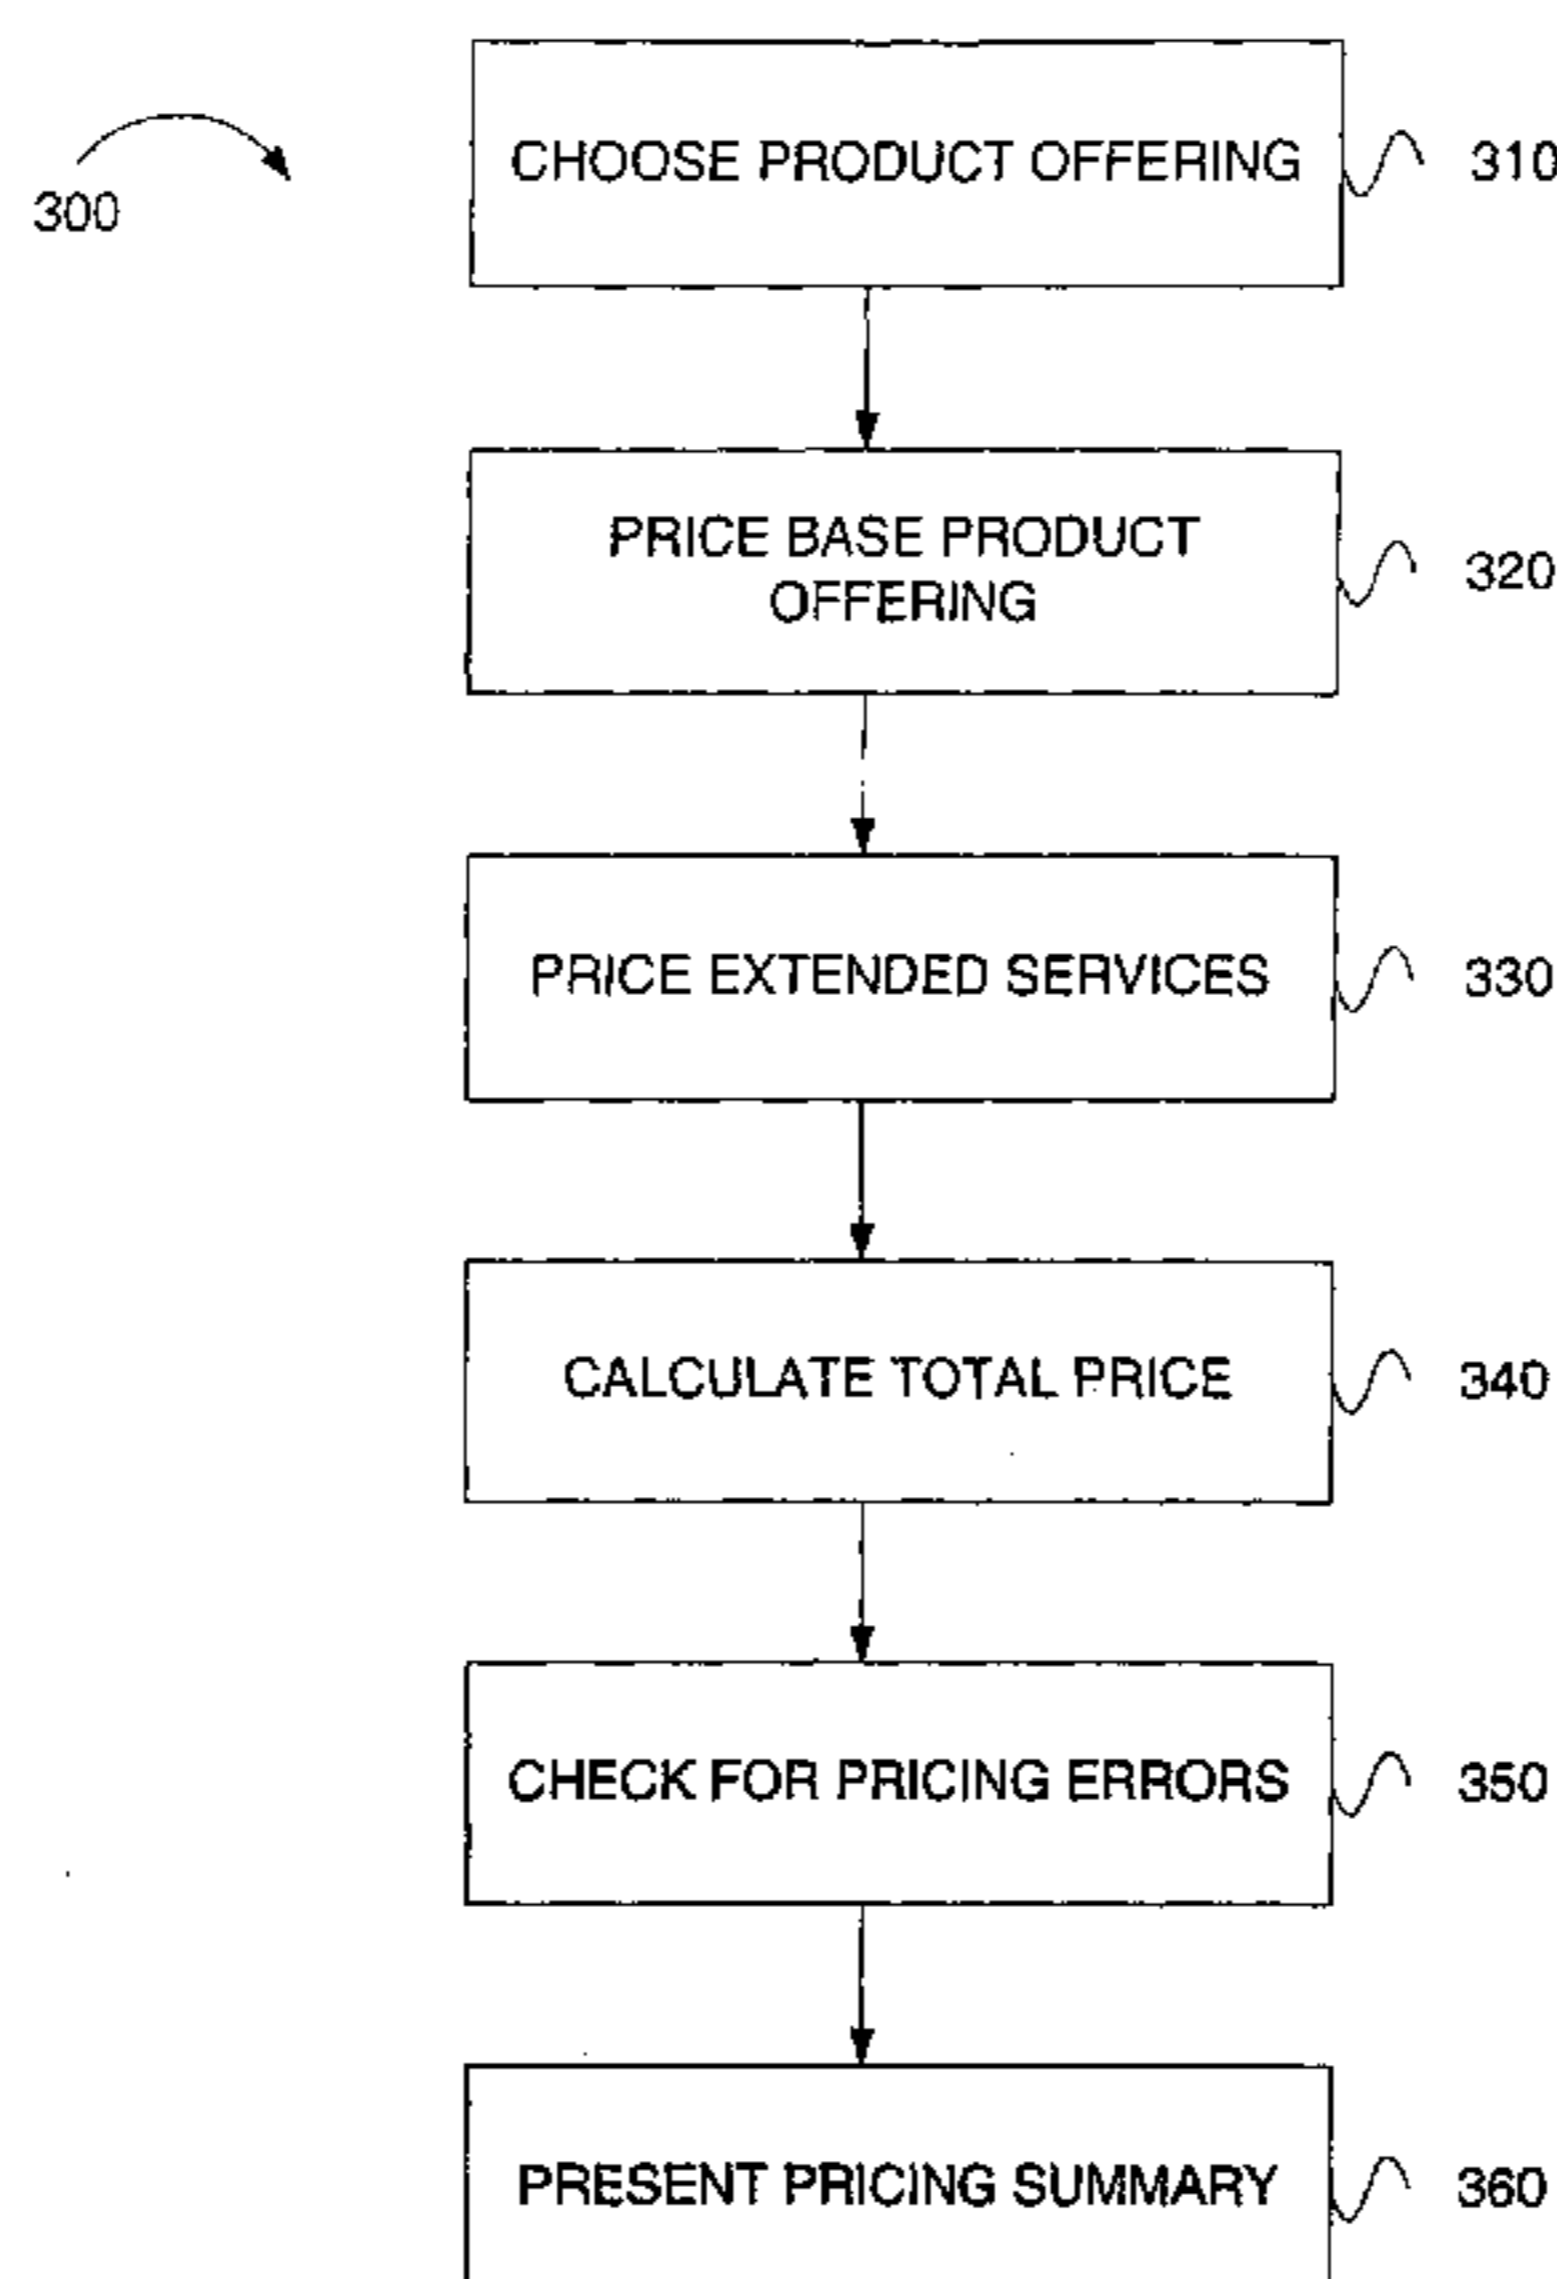 CHOOSE PRODUCT OFFERING
310
300
PRICE BASE PRODUCT
OFFERING
320
PRICE EXTENDED SERVICES
330
CALCULATE TOTAL PRICE
340
CHECK FOR PRICING ERRORS
350
PRESENT PRICING SUMMARY
360